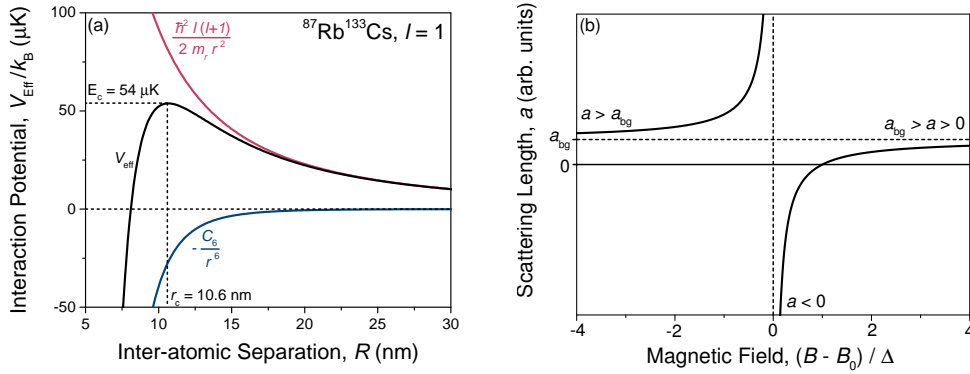 (a)
⁸⁷Rb¹³³Cs, l = 1
ħ² l (l+1)
2 mᵣ r²
E_c = 54 μK
V_eff
- C₆
r⁶
r_c = 10.6 nm
100
50
0
-50
5 10 15 20 25 30
Interaction Potential, V_Eff/k_B (μK)
Inter-atomic Separation, R (nm)
(b)
a > a_bg
a_bg > a > 0
a_bg
0
a < 0
-4 -2 0 2 4
Scattering Length, a (arb. units)
Magnetic Field, (B - B₀) / Δ